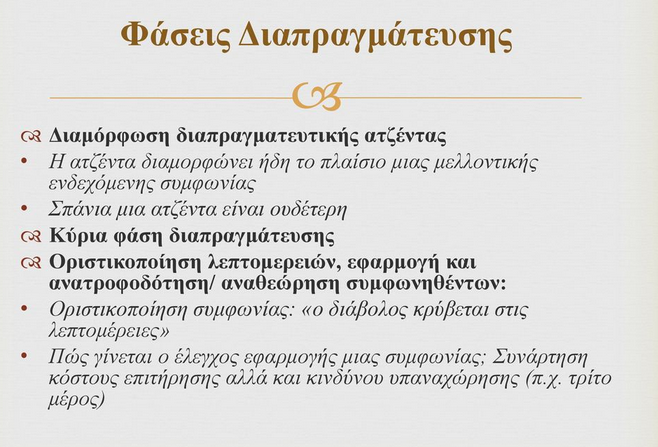 Φάσεις Διαπραγμάτευσης
Διαμόρφωση διαπραγματευτικής ατζέντας
• Η ατζέντα διαμορφώνει ήδη το πλαίσιο μιας μελλοντικής
ενδεχόμενης συμφωνίας
• Σπάνια μια ατζέντα είναι ουδέτερη
Κύρια φάση διαπραγμάτευσης
Οριστικοποίηση λεπτομερειών, εφαρμογή και
ανατροφοδότηση/ αναθεώρηση συμφωνηθέντων:
• Οριστικοποίηση συμφωνίας: «ο διάβολος κρύβεται στις
λεπτομέρειες»
• Πώς γίνεται ο έλεγχος εφαρμογής μιας συμφωνίας; Συνάρτηση
κόστους επιτήρησης αλλά και κινδύνου υπαναχώρησης (π.χ. τρίτο
μέρος)